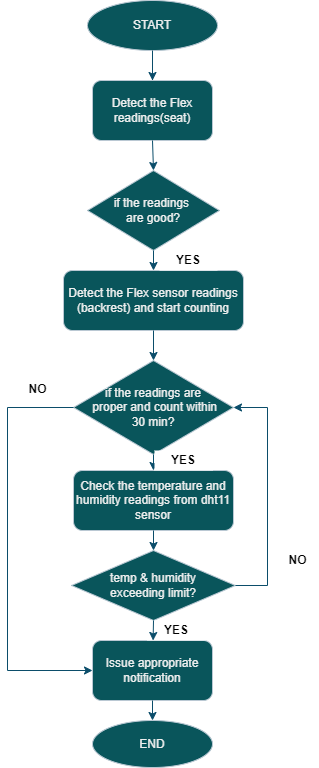 START
Detect the Flex
readings(seat)
if the readings
are good?
YES
Detect the Flex sensor readings
(backrest) and start counting
NO
if the readings are
proper and count within
30 min?
YES
Check the temperature and
humidity readings from dht11
sensor
NO
temp & humidity
exceeding limit?
YES
Issue appropriate
notification
END